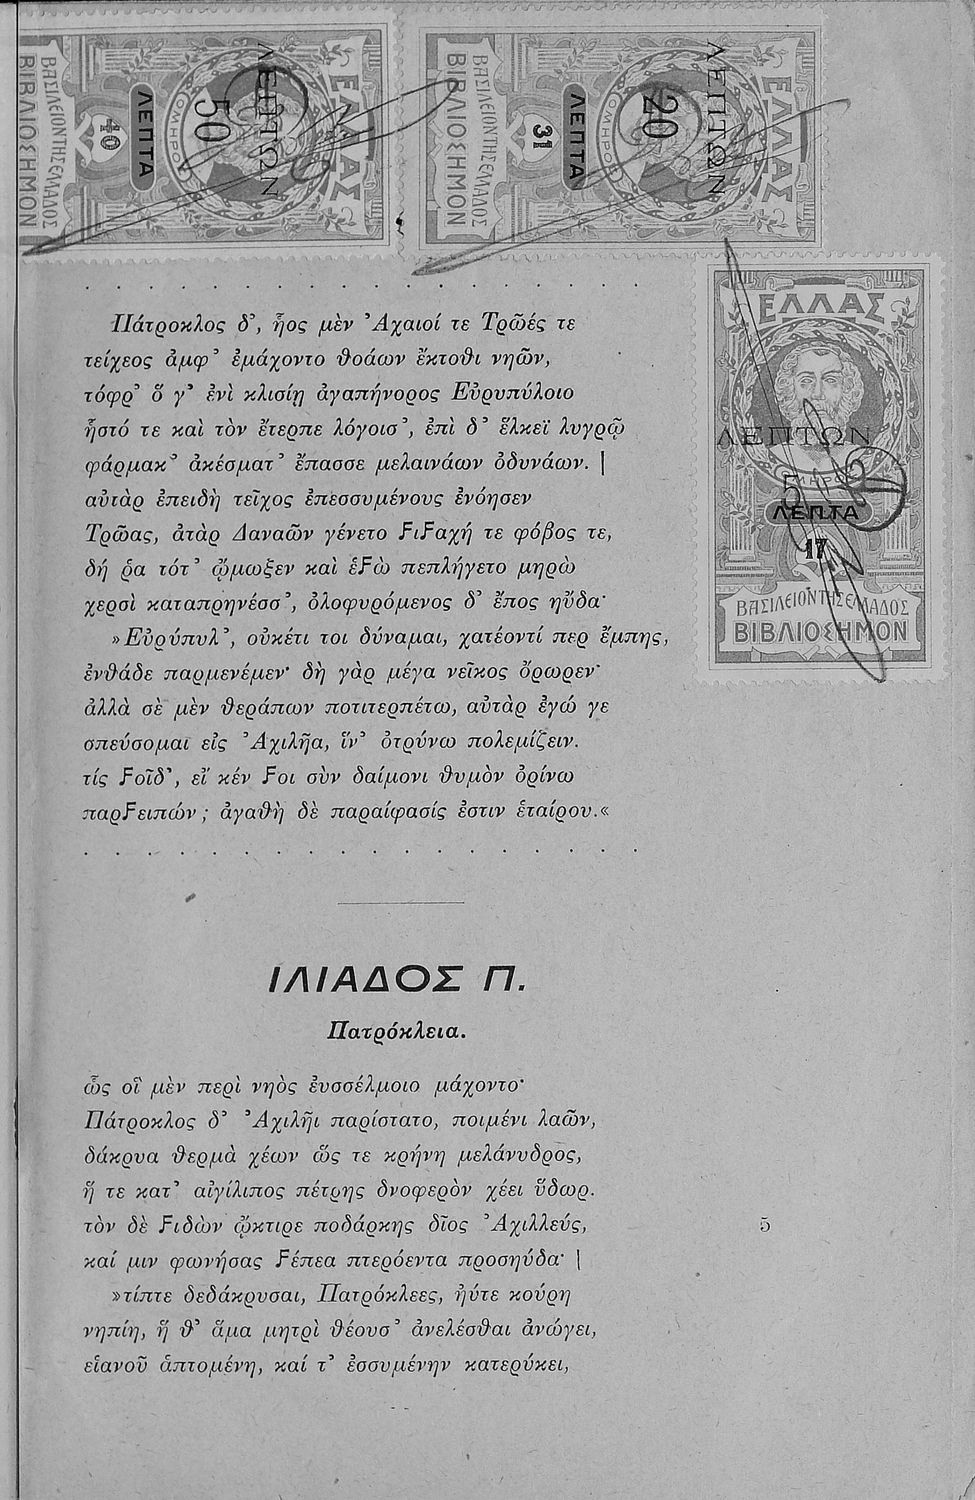 ΕΛΛΑΣ
ΛΕΠΤΩΝ
50
ΟΜΗΡΟΣ
ΛΕΠΤΑ
40
ΒΑΣΙΛΕΙΟΝ ΤΗΣ ΕΛΛΑΔΟΣ
ΒΙΒΛΙΟΣΗΜΟΝ
ΕΛΛΑΣ
ΛΕΠΤΩΝ
20
ΟΜΗΡΟΣ
ΛΕΠΤΑ
31
ΒΑΣΙΛΕΙΟΝ ΤΗΣ ΕΛΛΑΔΟΣ
ΒΙΒΛΙΟΣΗΜΟΝ
ΕΛΛΑΣ
ΛΕΠΤΩΝ
ΟΜΗΡΟΣ
5
ΛΕΠΤΑ
17
ΒΑΣΙΛΕΙΟΝ ΤΗΣ ΕΛΛΑΔΟΣ
ΒΙΒΛΙΟΣΗΜΟΝ
. . . . . . . . . . . . . . . . . .
Πάτροκλος δ’, ἧος μὲν Ἀχαιοί τε Τρῶές τε
τείχεος ἀμφ’ ἐμάχοντο θοάων ἔκτοθι νηῶν,
τόφρ’ ὅ γ’ ἐνὶ κλισίῃ ἀγαπήνορος Εὐρυπύλοιο
ἧστό τε καὶ τὸν ἔτερπε λόγοισ’, ἐπὶ δ’ ἕλκεϊ λυγρῷ
φάρμακ’ ἀκέσματ’ ἔπασσε μελαινάων ὀδυνάων. |
αὐτὰρ ἐπειδὴ τεῖχος ἐπεσσυμένους ἐνόησεν
Τρῶας, ἀτὰρ Δαναῶν γένετο ϝιϝαχή τε φόβος τε,
δή ῥα τότ’ ᾤμωξεν καὶ ἑϝὼ πεπλήγετο μηρὼ
χερσὶ καταπρηνέσσ’, ὀλοφυρόμενος δ’ ἔπος ηὔδα·
»Εὐρύπυλ’, οὐκέτι τοι δύναμαι, χατέοντί περ ἔμπης,
ἐνθάδε παρμενέμεν· δὴ γὰρ μέγα νεῖκος ὄρωρεν·
ἀλλὰ σὲ μὲν θεράπων ποτιτερπέτω, αὐτὰρ ἐγώ γε
σπεύσομαι εἰς Ἀχιλῆα, ἵν’ ὀτρύνω πολεμίζειν.
τίς ϝοῖδ’, εἴ κέν ϝοι σὺν δαίμονι θυμὸν ὀρίνω
παρϝειπών; ἀγαθὴ δὲ παραίφασίς ἐστιν ἑταίρου.«
. . . . . . . . . . . . . . . . . .
ΙΛΙΑΔΟΣ Π.
Πατρόκλεια.
ὣς οἳ μὲν περὶ νηὸς ἐυσσέλμοιο μάχοντο·
Πάτροκλος δ’ Ἀχιλῆι παρίστατο, ποιμένι λαῶν,
δάκρυα θερμὰ χέων ὥς τε κρήνη μελάνυδρος,
ἥ τε κατ’ αἰγίλιπος πέτρης δνοφερὸν χέει ὕδωρ.
τὸν δὲ ϝιδὼν ᾤκτιρε ποδάρκης δῖος Ἀχιλλεύς, 5
καί μιν φωνήσας ϝέπεα πτερόεντα προσηύδα· |
»τίπτε δεδάκρυσαι, Πατρόκλεες, ἠύτε κούρη
νηπίη, ἥ θ’ ἅμα μητρὶ θέουσ’ ἀνελέσθαι ἀνώγει,
εἱανοῦ ἁπτομένη, καί τ’ ἐσσυμένην κατερύκει,